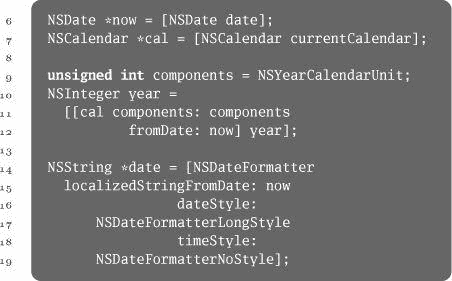 6 NSDate *now = [NSDate date];
7 NSCalendar *cal = [NSCalendar currentCalendar];
8
9 unsigned int components = NSYearCalendarUnit;
10 NSInteger year =
11 [[cal components: components
12 fromDate: now] year];
13
14 NSString *date = [NSDateFormatter
15 localizedStringFromDate: now
16 dateStyle:
17 NSDateFormatterLongStyle
18 timeStyle:
19 NSDateFormatterNoStyle];